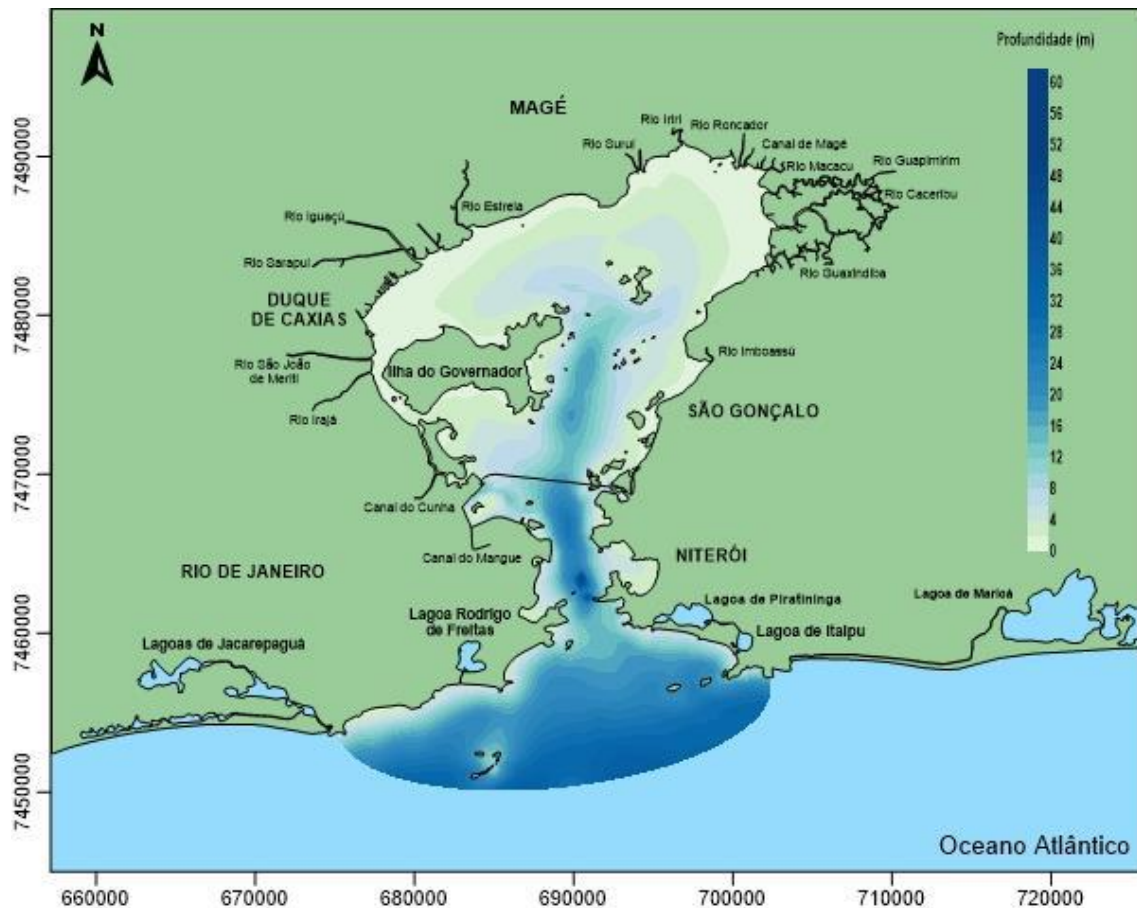 N
Profundidade (m)
60
56
52
48
44
40
36
32
28
24
20
16
12
8
4
0
MAGÉ
Rio Iriri
Rio Roncador
Rio Suruí
Canal de Magé
Rio Macacu
Rio Guapimirim
Rio Caceribu
Rio Estrela
Rio Iguaçú
Rio Sarapuí
Rio Guaxindiba
DUQUE
DE CAXIAS
Rio São João
de Meriti
Ilha do Governador
Rio Imboassú
Rio Irajá
SÃO GONÇALO
Canal do Cunha
Canal do Mangue
NITERÓI
RIO DE JANEIRO
Lagoa Rodrigo
de Freitas
Lagoa de Piratininga
Lagoa de Maricá
Lagoa de Itaipu
Lagoas de Jacarepaguá
Oceano Atlântico
7490000
7480000
7470000
7460000
7450000
660000
670000
680000
690000
700000
710000
720000